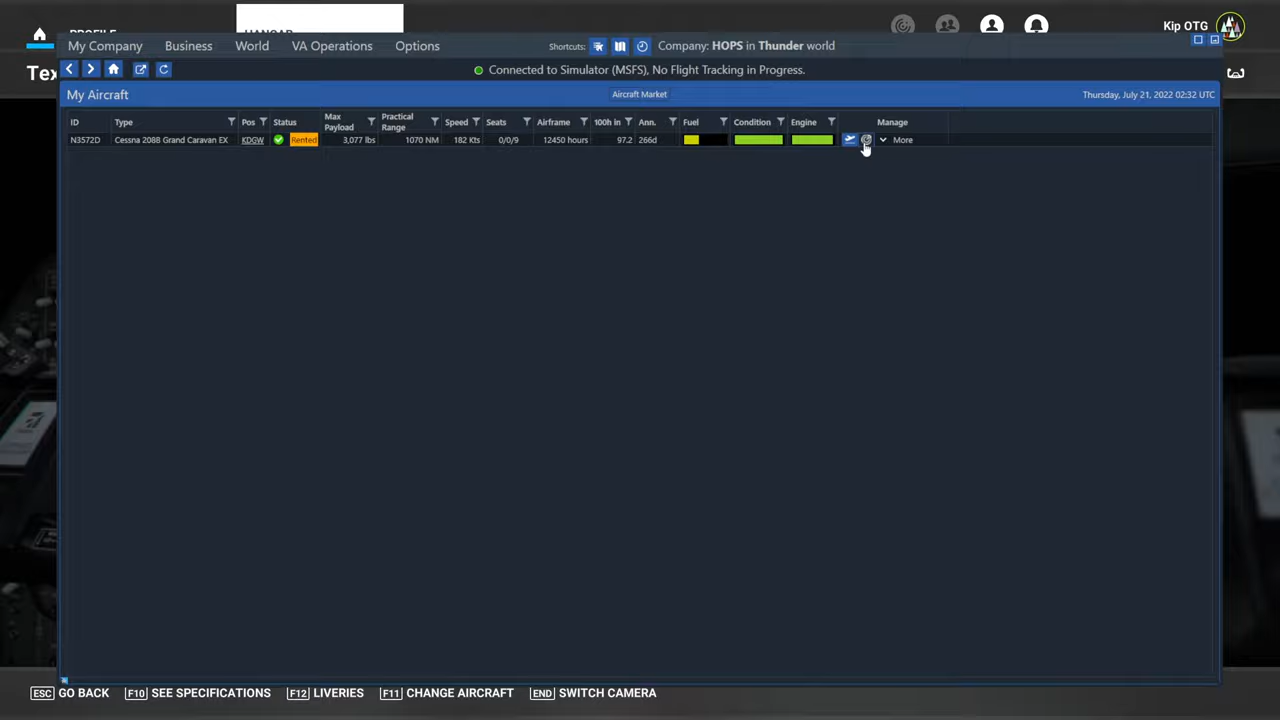 PROFILE
Kip OTG
My Company Business World VA Operations Options Shortcuts: Company: HOPS in Thunder world
Connected to Simulator (MSFS), No Flight Tracking in Progress.
My Aircraft Aircraft Market Thursday, July 21, 2022 02:32 UTC
ID Type Pos Status Max Payload Practical Range Speed Seats Airframe 100h in Ann. Fuel Condition Engine Manage
N3572D Cessna 208B Grand Caravan EX KDGW Rented 3,077 lbs 1070 NM 182 Kts 0/0/9 12450 hours 97.2 266d More
ESC GO BACK F10 SEE SPECIFICATIONS F12 LIVERIES F11 CHANGE AIRCRAFT END SWITCH CAMERA